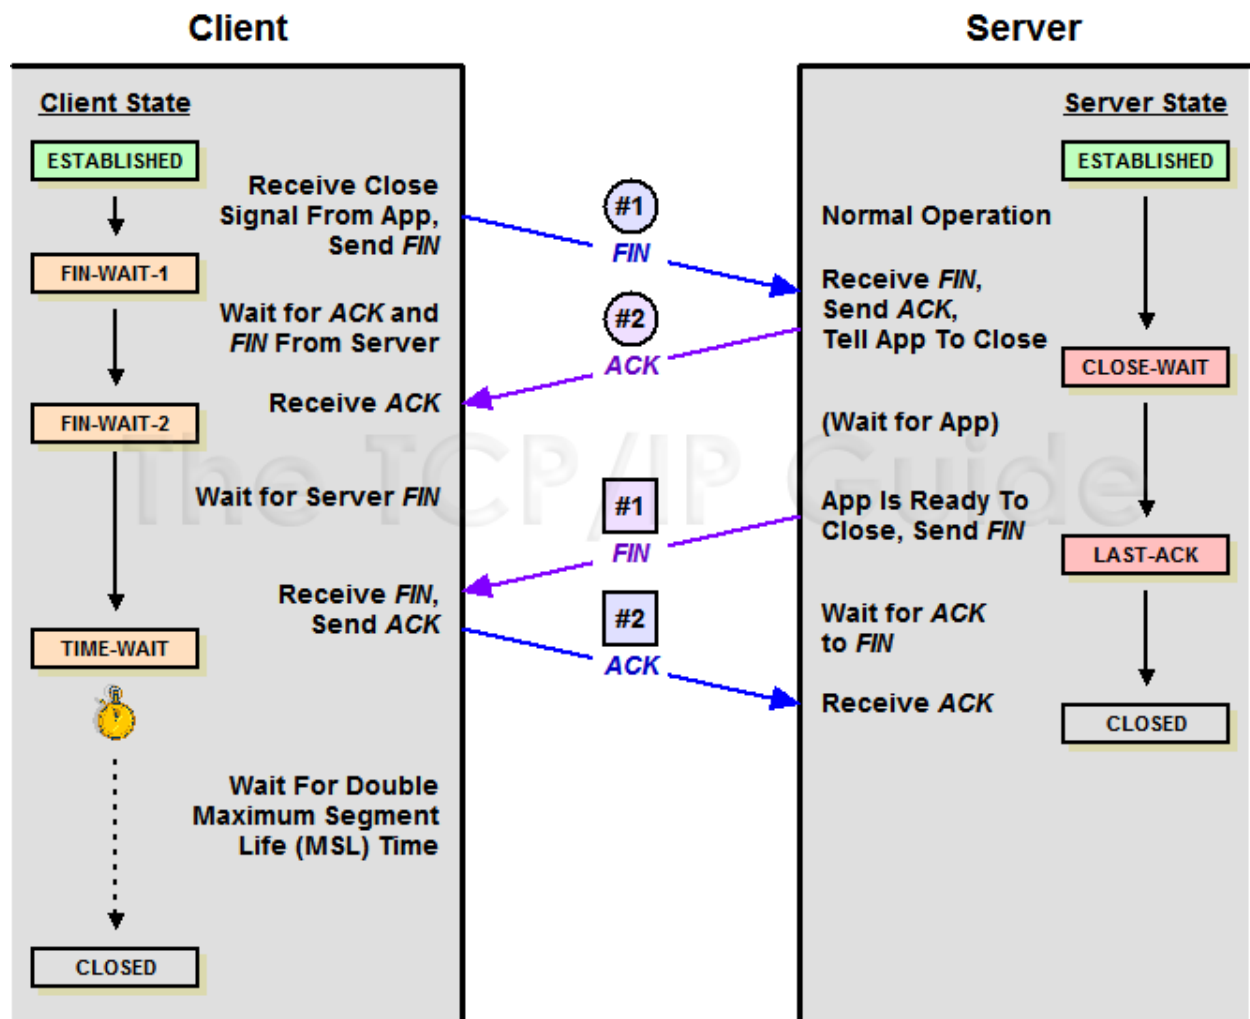 Client
Server
Client State
ESTABLISHED
Receive Close
Signal From App,
Send FIN
FIN-WAIT-1
Wait for ACK and
FIN From Server
Receive ACK
FIN-WAIT-2
Wait for Server FIN
Receive FIN,
Send ACK
TIME-WAIT
Wait For Double
Maximum Segment
Life (MSL) Time
CLOSED
#1
FIN
#2
ACK
#1
FIN
#2
ACK
Server State
ESTABLISHED
Normal Operation
Receive FIN,
Send ACK,
Tell App To Close
CLOSE-WAIT
(Wait for App)
App Is Ready To
Close, Send FIN
LAST-ACK
Wait for ACK
to FIN
Receive ACK
CLOSED
The TCP/IP Guide